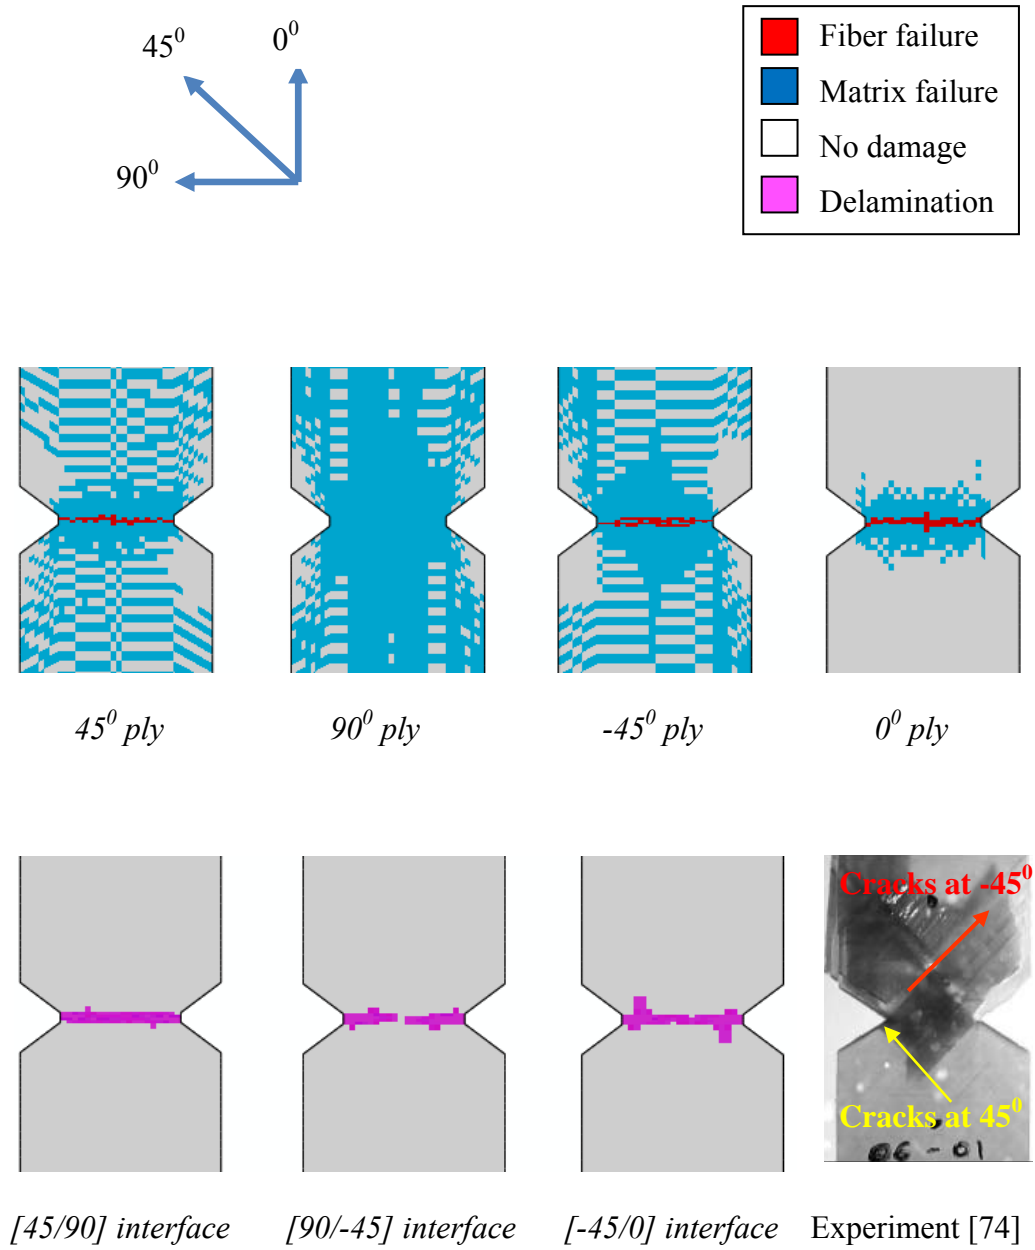 45⁰
0⁰
90⁰
Fiber failure
Matrix failure
No damage
Delamination
45⁰ ply
90⁰ ply
-45⁰ ply
0⁰ ply
Cracks at -45⁰
Cracks at 45⁰
06-01
[45/90] interface
[90/-45] interface
[-45/0] interface
Experiment [74]